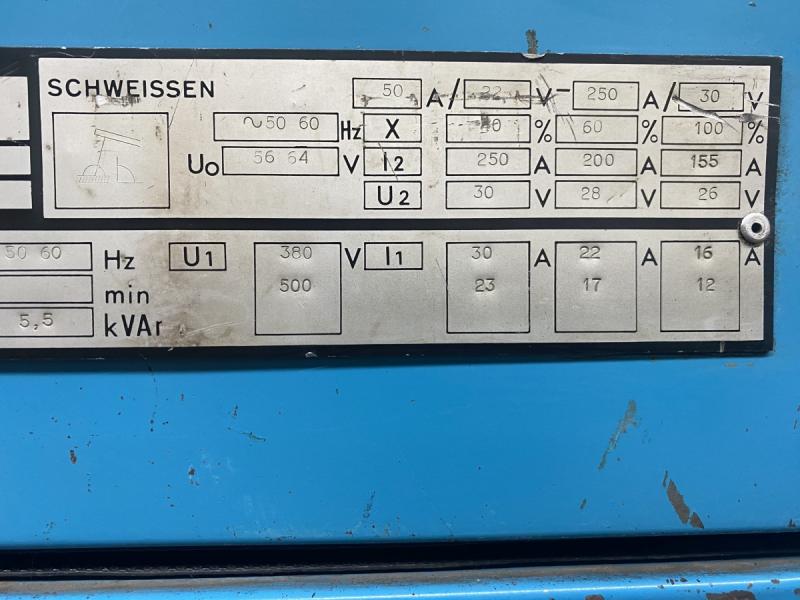 SCHWEISSEN 50 A/ 22 V- 250 A/ 30 V
~50 60 Hz X % 60 % 100 %
U0 56 64 V I2 250 A 200 A 155 A
U2 30 V 28 V 26 V
50 60 Hz U1 380 V I1 30 A 22 A 16 A
min 500 23 17 12
5,5 kVAr